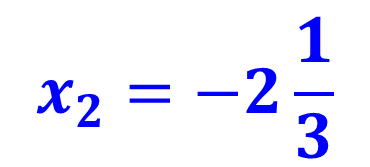 x₂ = −2 1/3